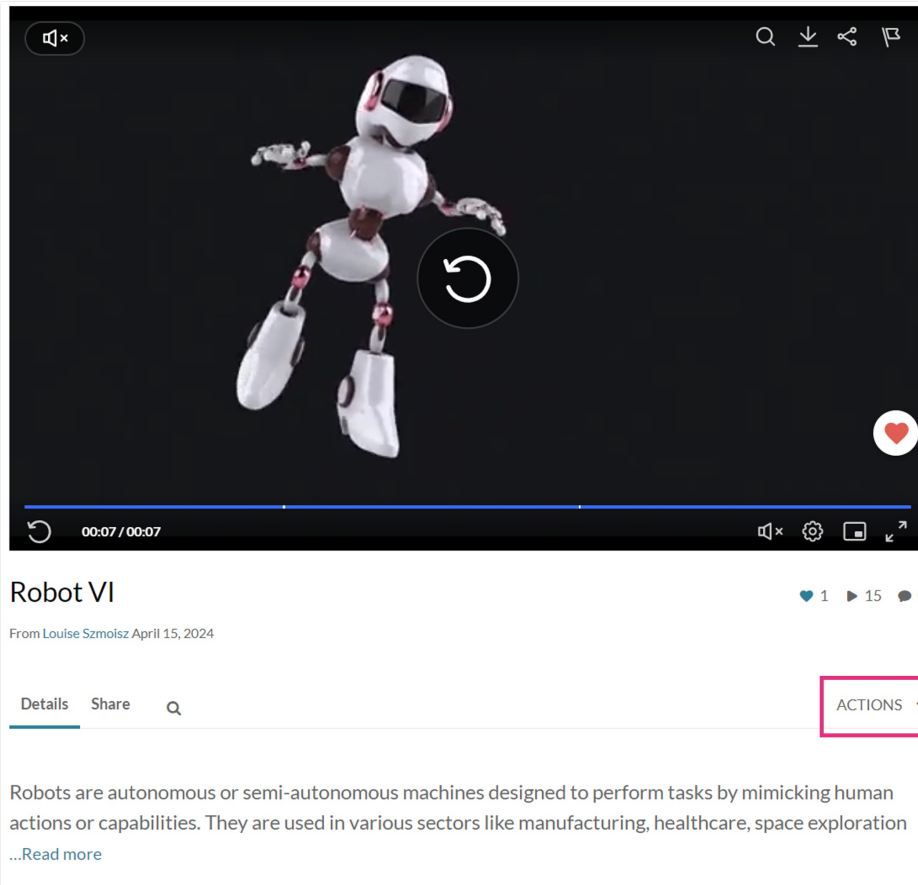 00:07 / 00:07
Robot VI
1 15
From Louise Szmoisz April 15, 2024
Details Share
ACTIONS
Robots are autonomous or semi-autonomous machines designed to perform tasks by mimicking human
actions or capabilities. They are used in various sectors like manufacturing, healthcare, space exploration
...Read more